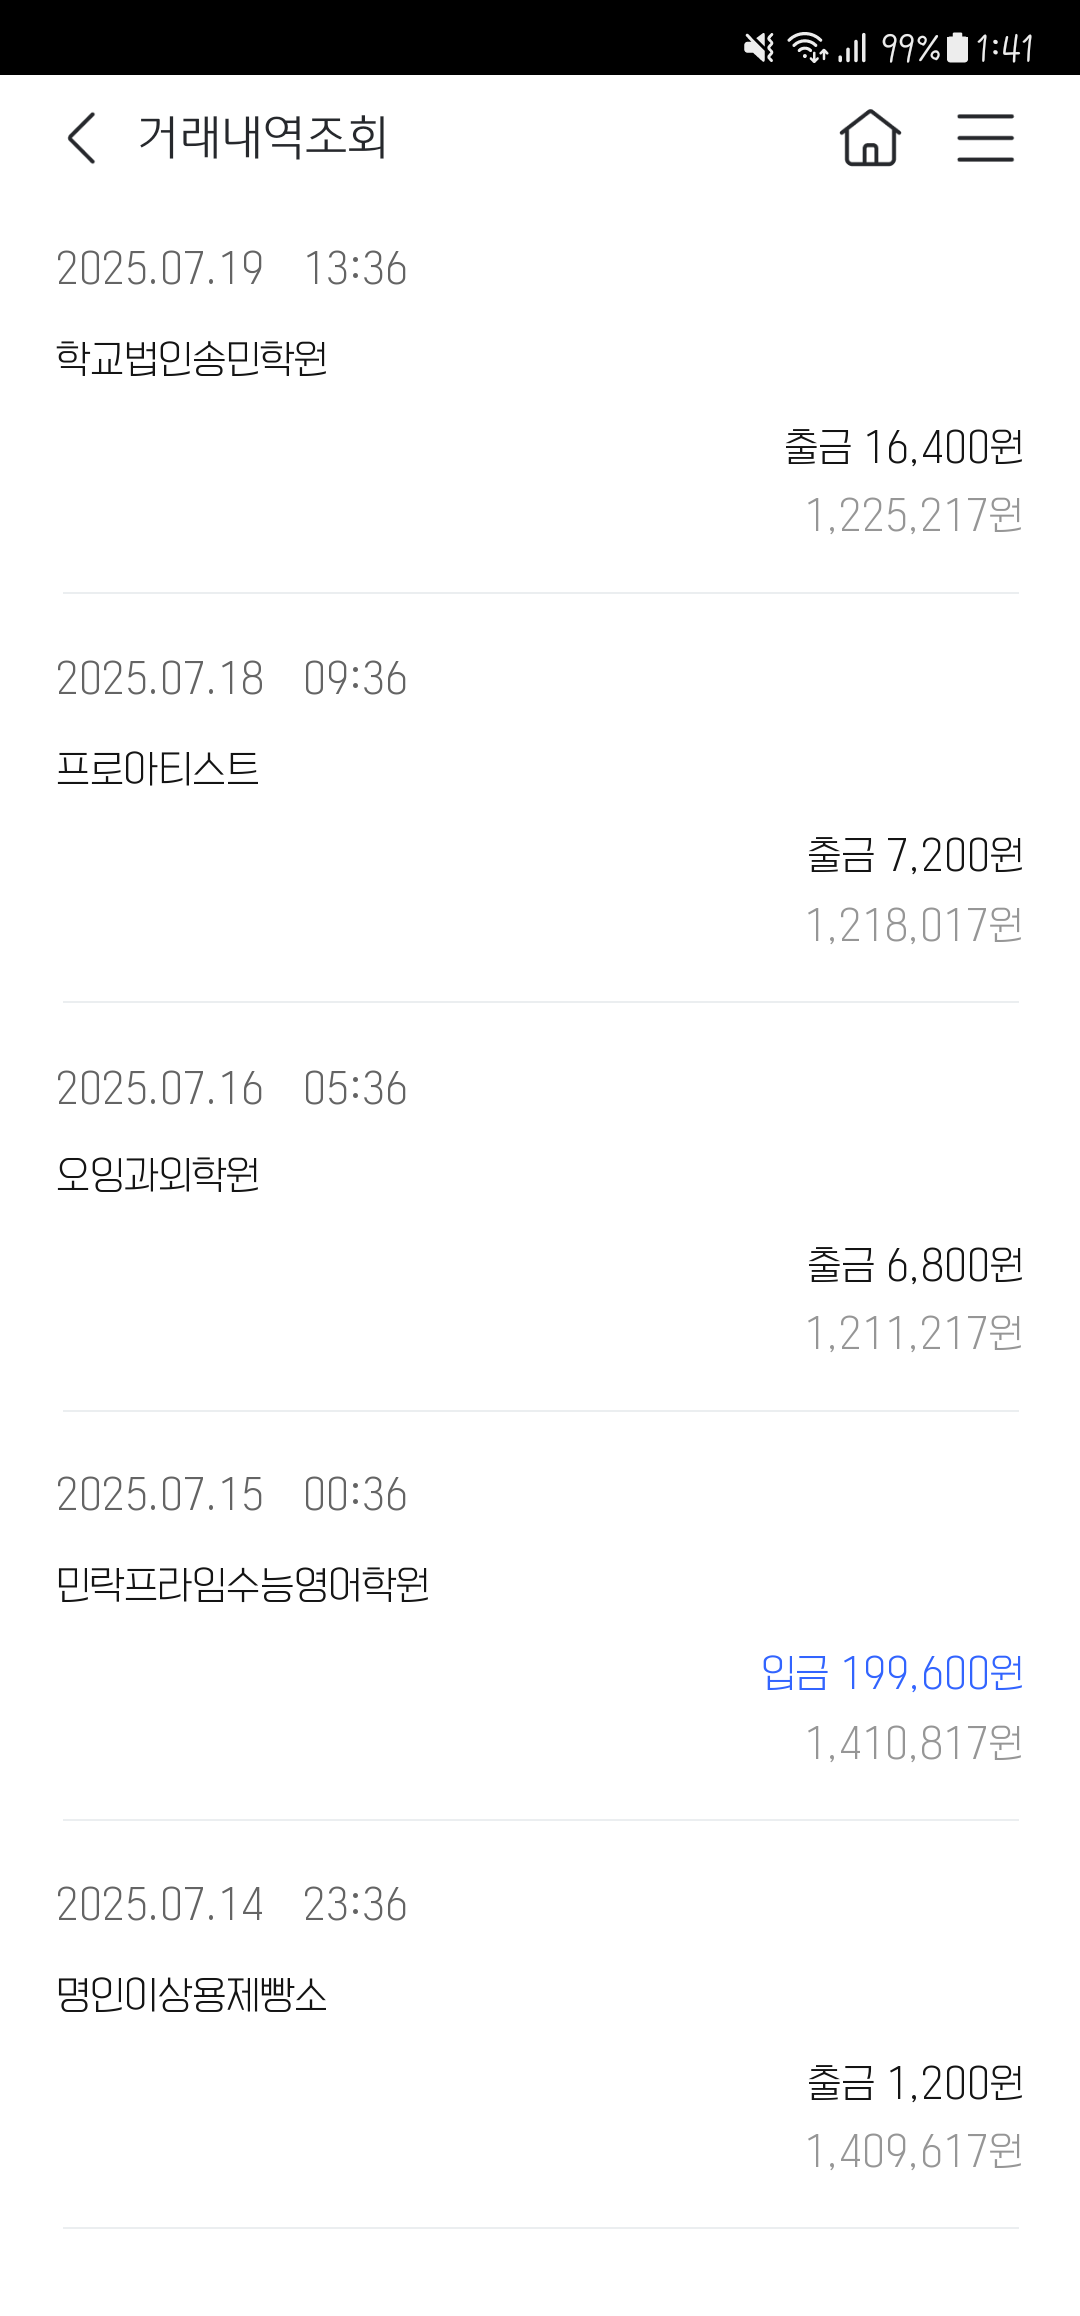 99% 1:41
거래내역조회
2025.07.19 13:36
학교법인송민학원
출금 16,400원
1,225,217원
2025.07.18 09:36
프로아티스트
출금 7,200원
1,218,017원
2025.07.16 05:36
오잉과외학원
출금 6,800원
1,211,217원
2025.07.15 00:36
민락프라임수능영어학원
입금 199,600원
1,410,817원
2025.07.14 23:36
명인이상용제빵소
출금 1,200원
1,409,617원